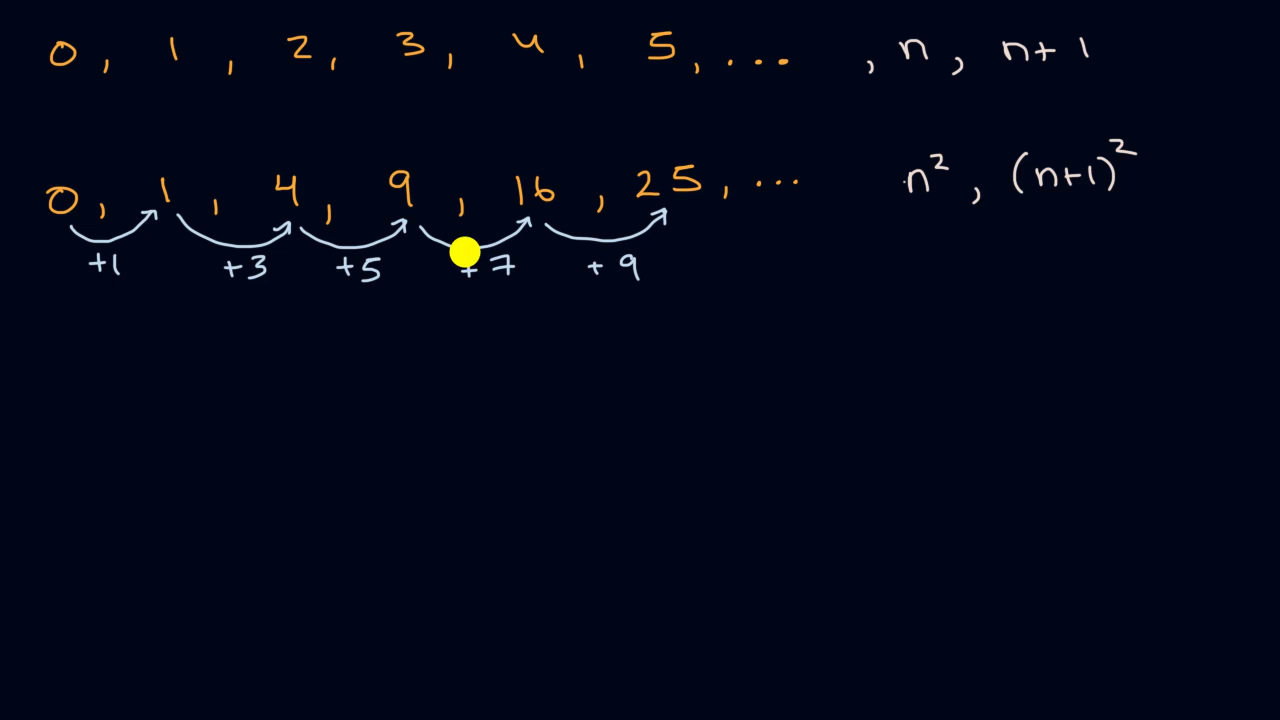 0, 1, 2, 3, 4, 5, ... , n, n+1
0, 1, 4, 9, 16, 25, ... n², (n+1)²
+1 +3 +5 +7 +9